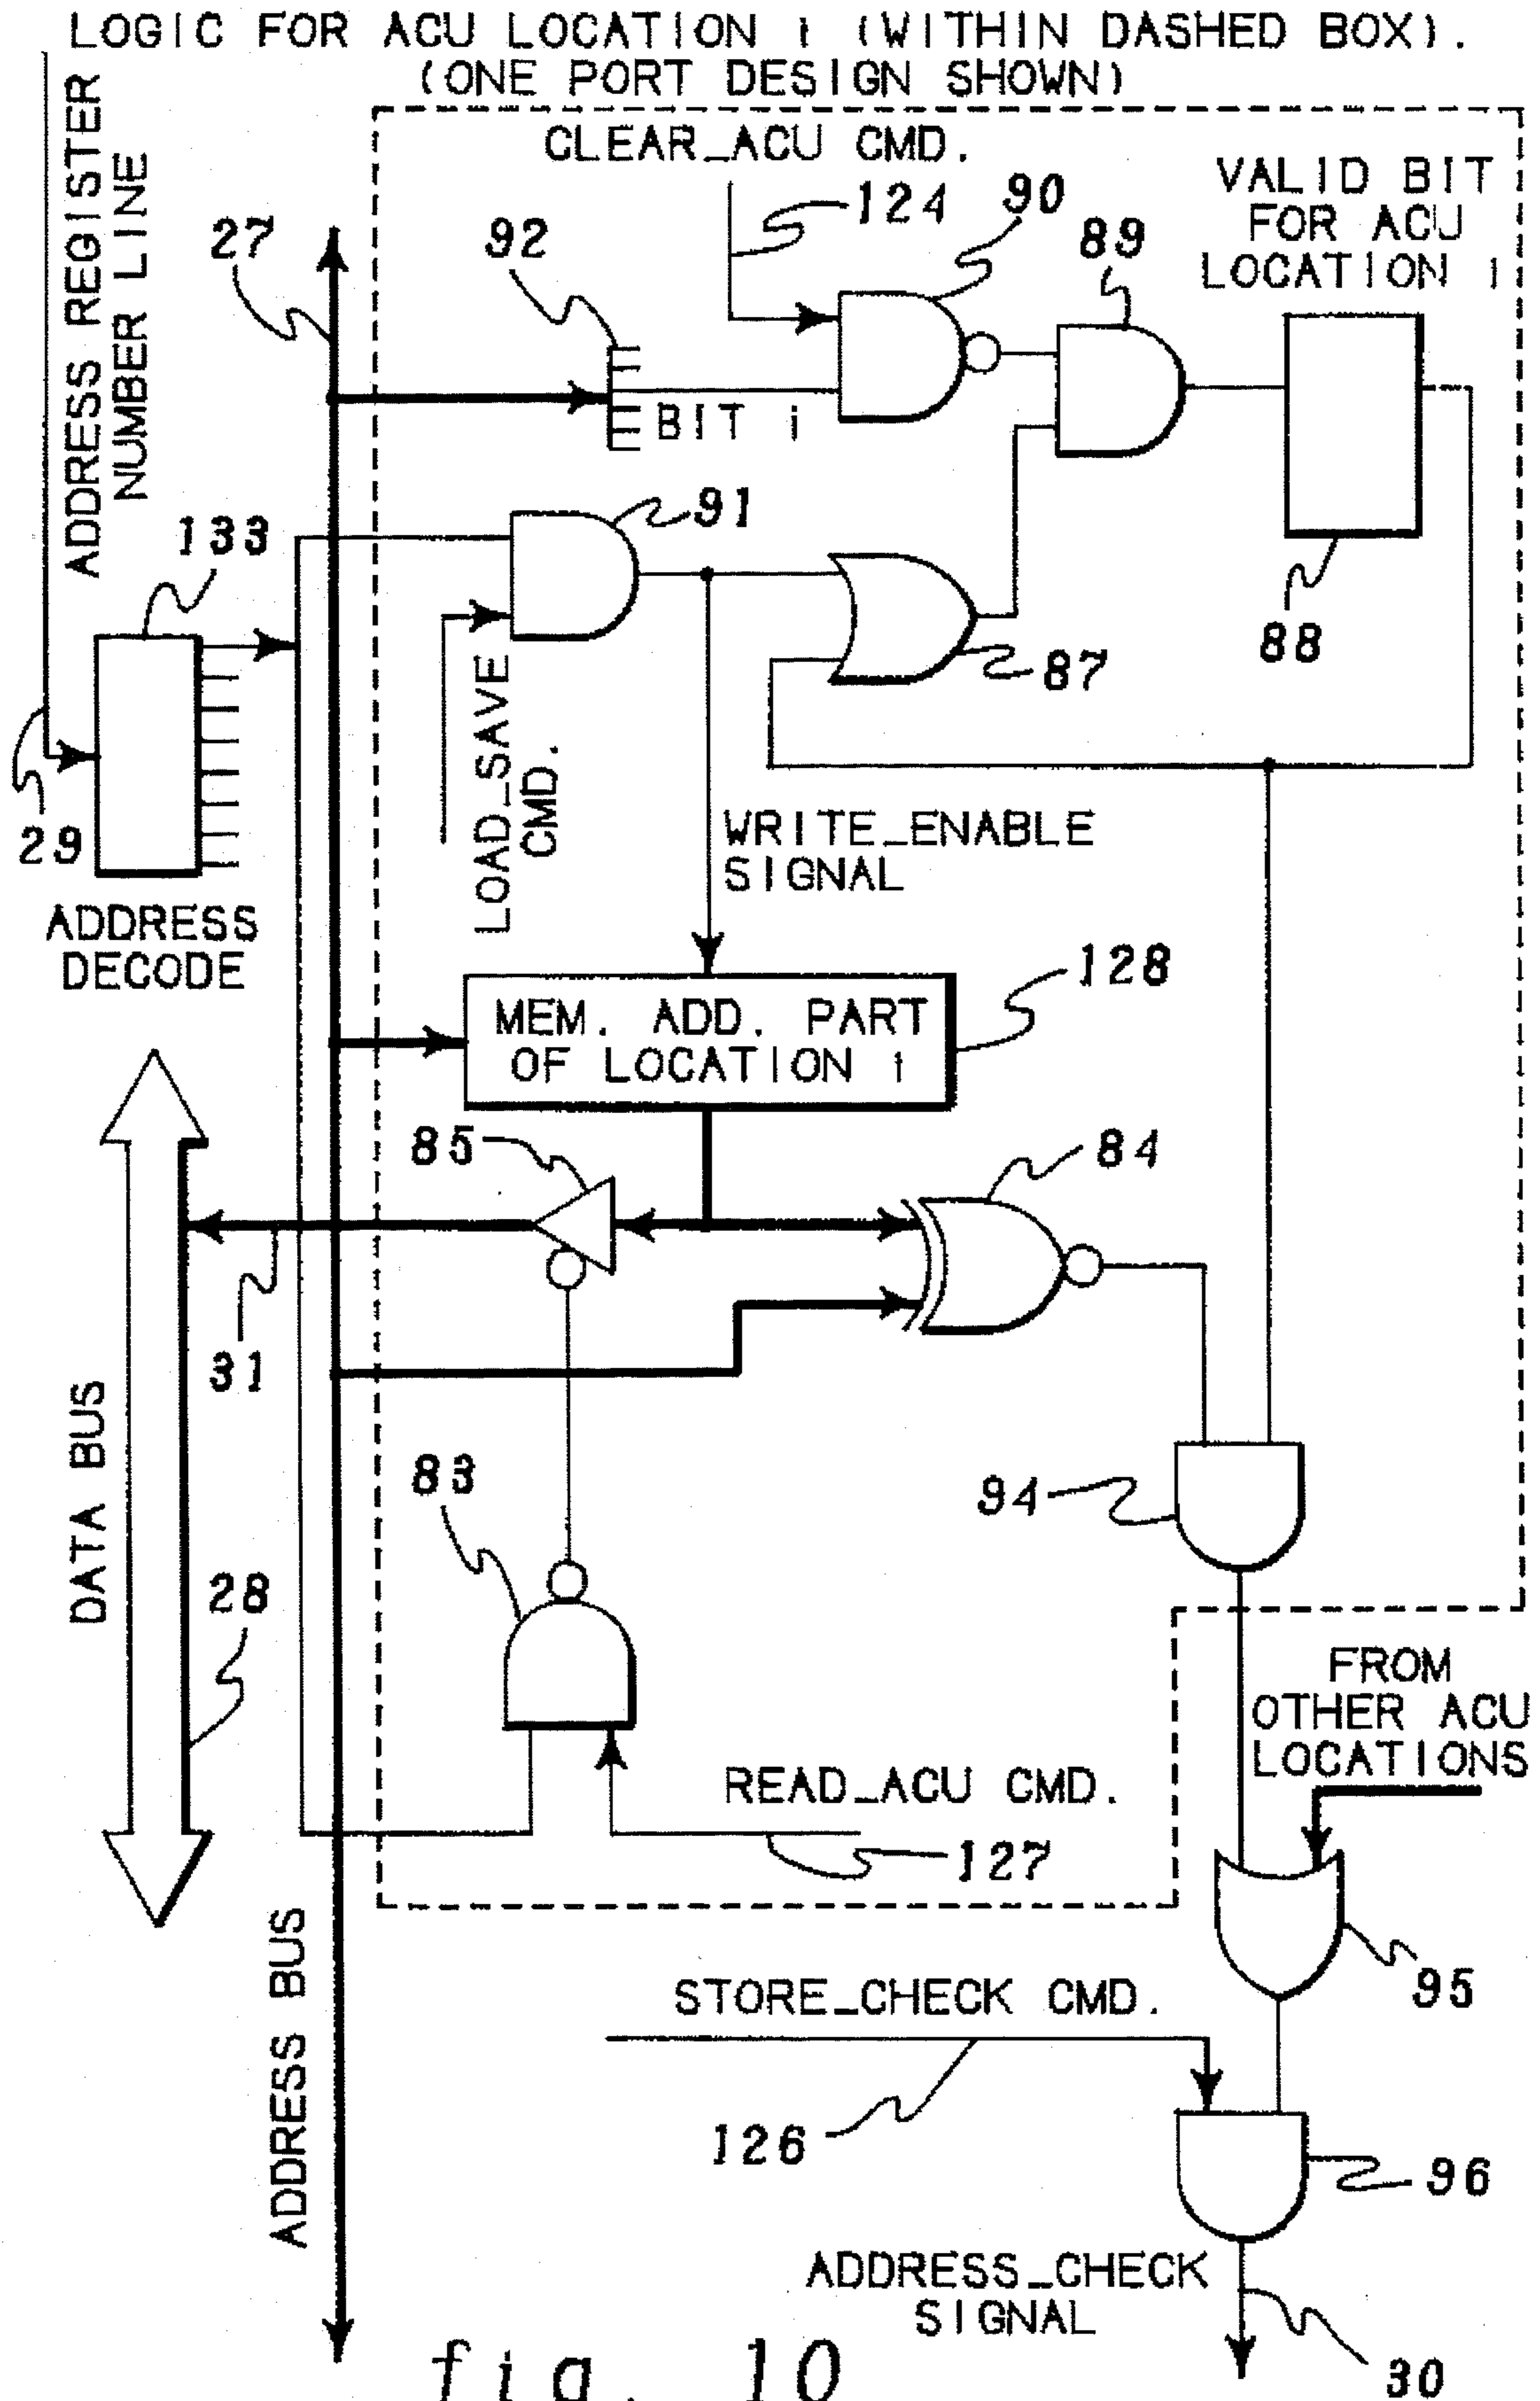 LOGIC FOR ACU LOCATION i (WITHIN DASHED BOX).
(ONE PORT DESIGN SHOWN)
ADDRESS REGISTER
NUMBER LINE
CLEAR_ACU CMD.
124
90
VALID BIT
FOR ACU
LOCATION i
27
92
89
BIT i
91
133
88
87
LOAD_SAVE
CMD.
29
WRITE_ENABLE
SIGNAL
ADDRESS
DECODE
128
MEM. ADD. PART
OF LOCATION i
85
84
31
DATA BUS
83
94
28
FROM
OTHER ACU
LOCATIONS
READ_ACU CMD.
127
ADDRESS BUS
95
STORE_CHECK CMD.
126
96
ADDRESS_CHECK
SIGNAL
30
fig. 10